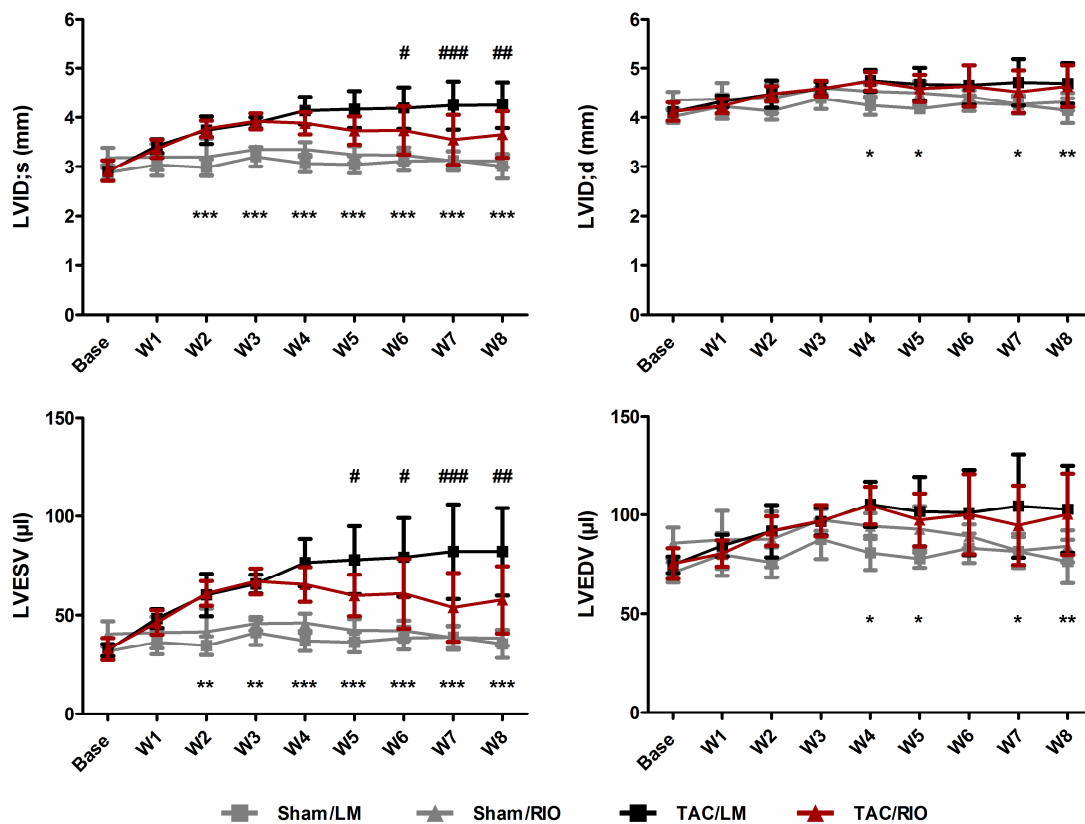 LVID;s (mm)
6
5
4
3
2
1
0
# ### ##
*** *** *** *** *** *** ***
Base W1 W2 W3 W4 W5 W6 W7 W8
LVID;d (mm)
6
5
4
3
2
1
0
* * * **
Base W1 W2 W3 W4 W5 W6 W7 W8
LVESV (µl)
150
100
50
0
# # ### ##
** ** *** *** *** *** ***
Base W1 W2 W3 W4 W5 W6 W7 W8
LVEDV (µl)
150
100
50
0
* * * **
Base W1 W2 W3 W4 W5 W6 W7 W8
Sham/LM Sham/RIO TAC/LM TAC/RIO